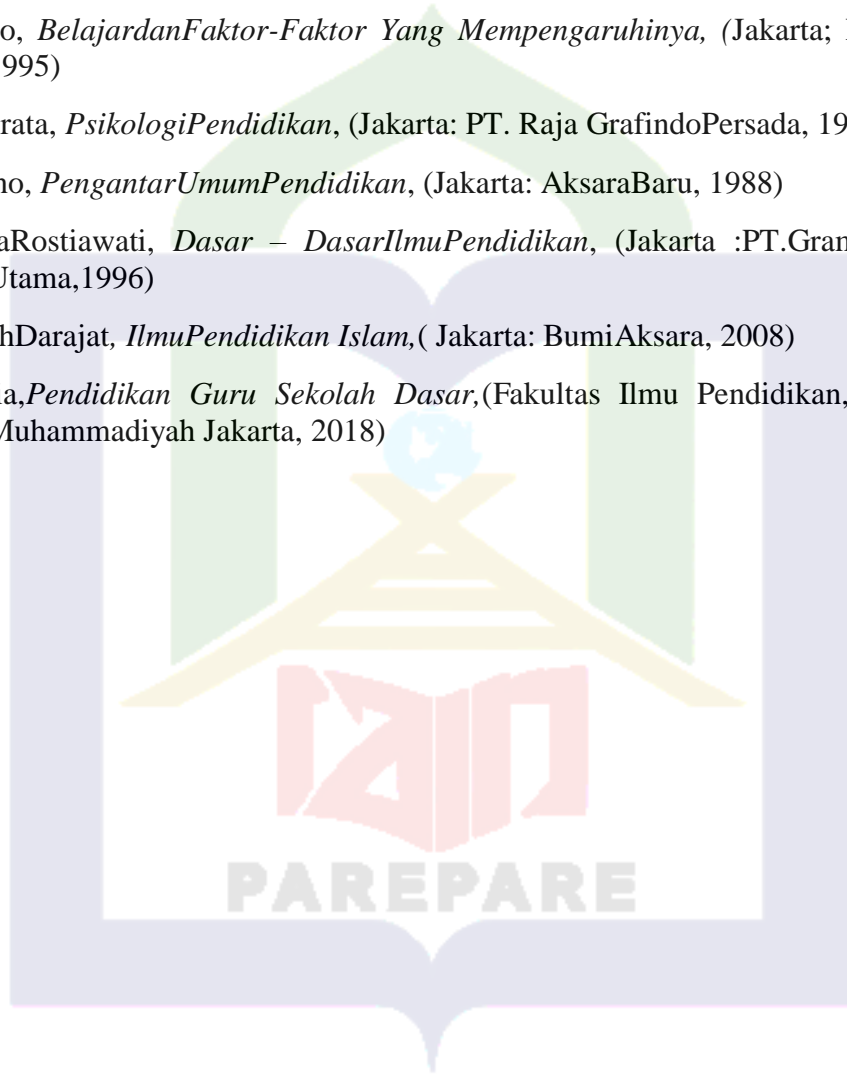 o, BelajardanFaktor-Faktor Yang Mempengaruhinya, (Jakarta;
995)
rata, PsikologiPendidikan, (Jakarta: PT. Raja GrafindoPersada, 19
no, PengantarUmumPendidikan, (Jakarta: AksaraBaru, 1988)
aRostiawati, Dasar – DasarIlmuPendidikan, (Jakarta :PT.Gran
Utama,1996)
hDarajat, IlmuPendidikan Islam,( Jakarta: BumiAksara, 2008)
a,Pendidikan Guru Sekolah Dasar,(Fakultas Ilmu Pendidikan,
Muhammadiyah Jakarta, 2018)
iain
PAREPARE